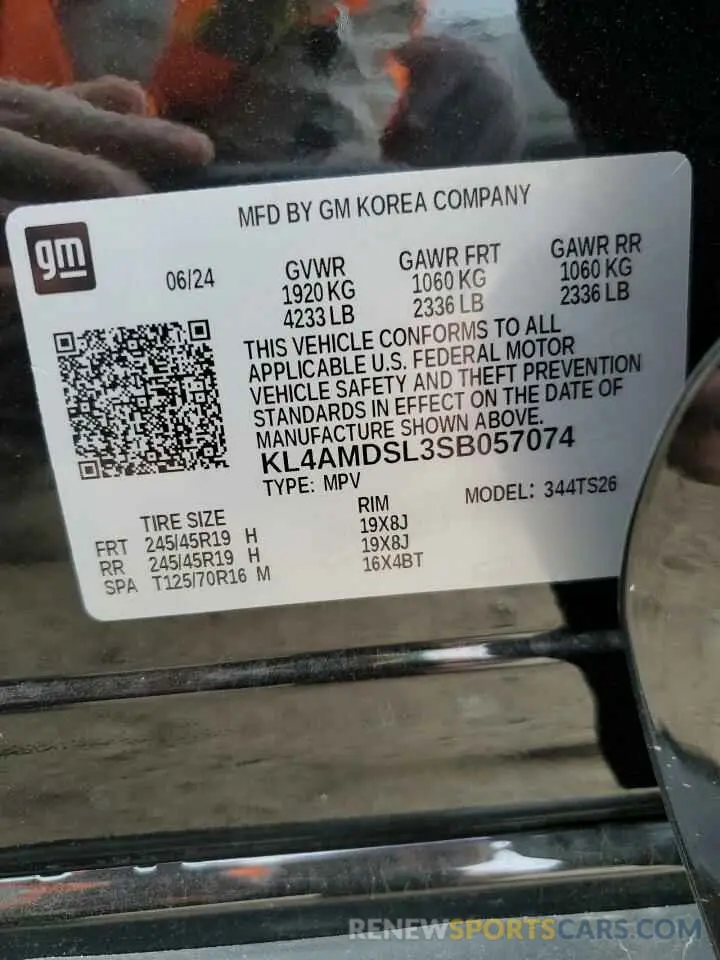 MFD BY GM KOREA COMPANY
gm
06/24
GVWR
1920 KG
4233 LB
GAWR FRT
1060 KG
2336 LB
GAWR RR
1060 KG
2336 LB
THIS VEHICLE CONFORMS TO ALL
APPLICABLE U.S. FEDERAL MOTOR
VEHICLE SAFETY AND THEFT PREVENTION
STANDARDS IN EFFECT ON THE DATE OF
MANUFACTURE SHOWN ABOVE.
KL4AMDSL3SB057074
TYPE: MPV
MODEL: 344TS26
TIRE SIZE RIM
FRT 245/45R19 H 19X8J
RR 245/45R19 H 19X8J
SPA T125/70R16 M 16X4BT
RENEWSPORTSCARS.COM